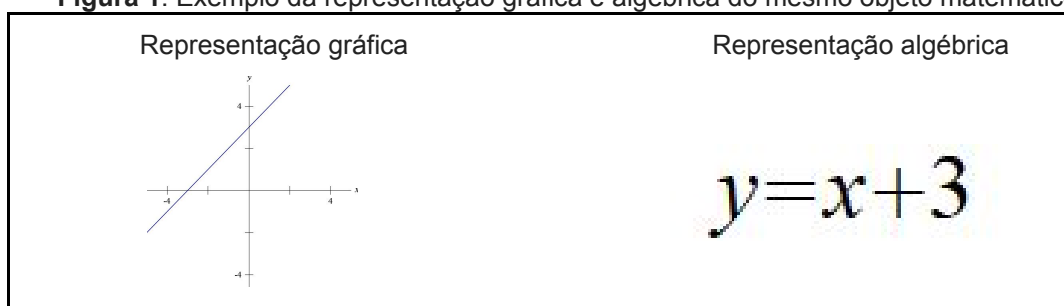 Figura 1. Exemplo da representação gráfica e algébrica do mesmo objeto matemátic
Representação gráfica
Representação algébrica
y
4
-4
4
x
-4
y=x+3